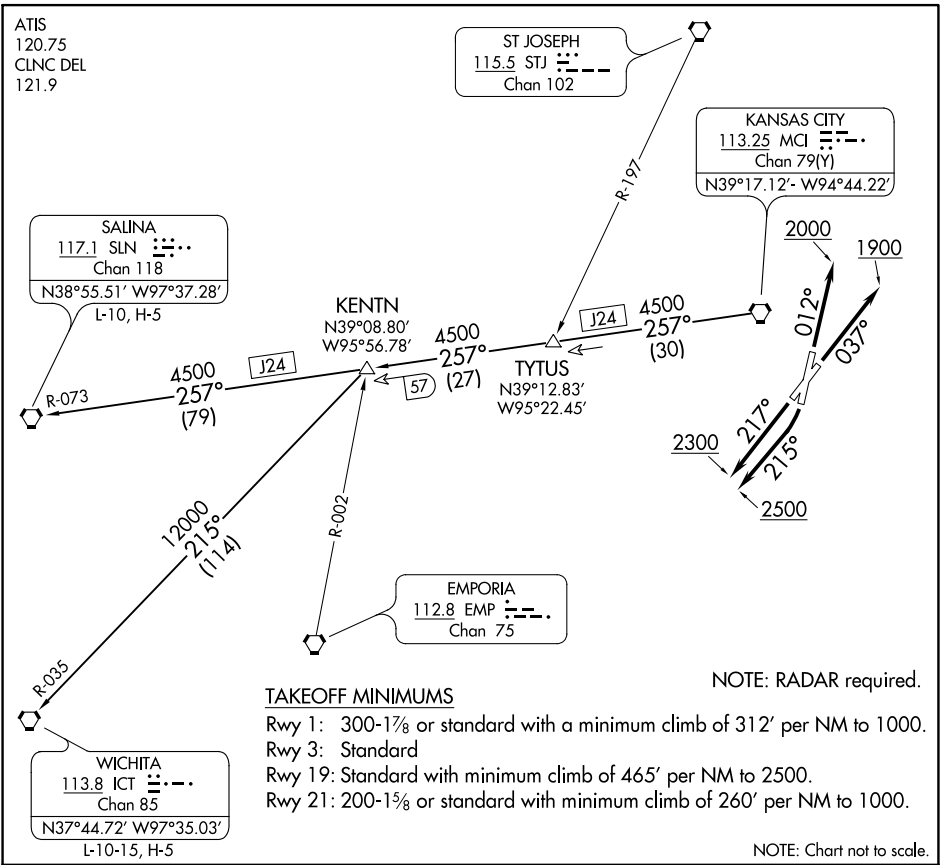 ATIS
120.75
CLNC DEL
121.9
ST JOSEPH
115.5 STJ
Chan 102
KANSAS CITY
113.25 MCI
Chan 79(Y)
N39°17.12'- W94°44.22'
R-197
SALINA
117.1 SLN
Chan 118
N38°55.51' W97°37.28'
L-10, H-5
KENTN
N39°08.80'
W95°56.78'
2000
1900
012°
037°
4500
J24
257°
(30)
4500
257°
(27)
TYTUS
N39°12.83'
W95°22.45'
57
4500
J24
257°
(79)
R-073
217°
215°
2300
2500
12000
215°
(114)
R-002
R-035
EMPORIA
112.8 EMP
Chan 75
WICHITA
113.8 ICT
Chan 85
N37°44.72' W97°35.03'
L-10-15, H-5
NOTE: RADAR required.
TAKEOFF MINIMUMS
Rwy 1: 300-1⅞ or standard with a minimum climb of 312' per NM to 1000.
Rwy 3: Standard
Rwy 19: Standard with minimum climb of 465' per NM to 2500.
Rwy 21: 200-1⅝ or standard with minimum climb of 260' per NM to 1000.
NOTE: Chart not to scale.